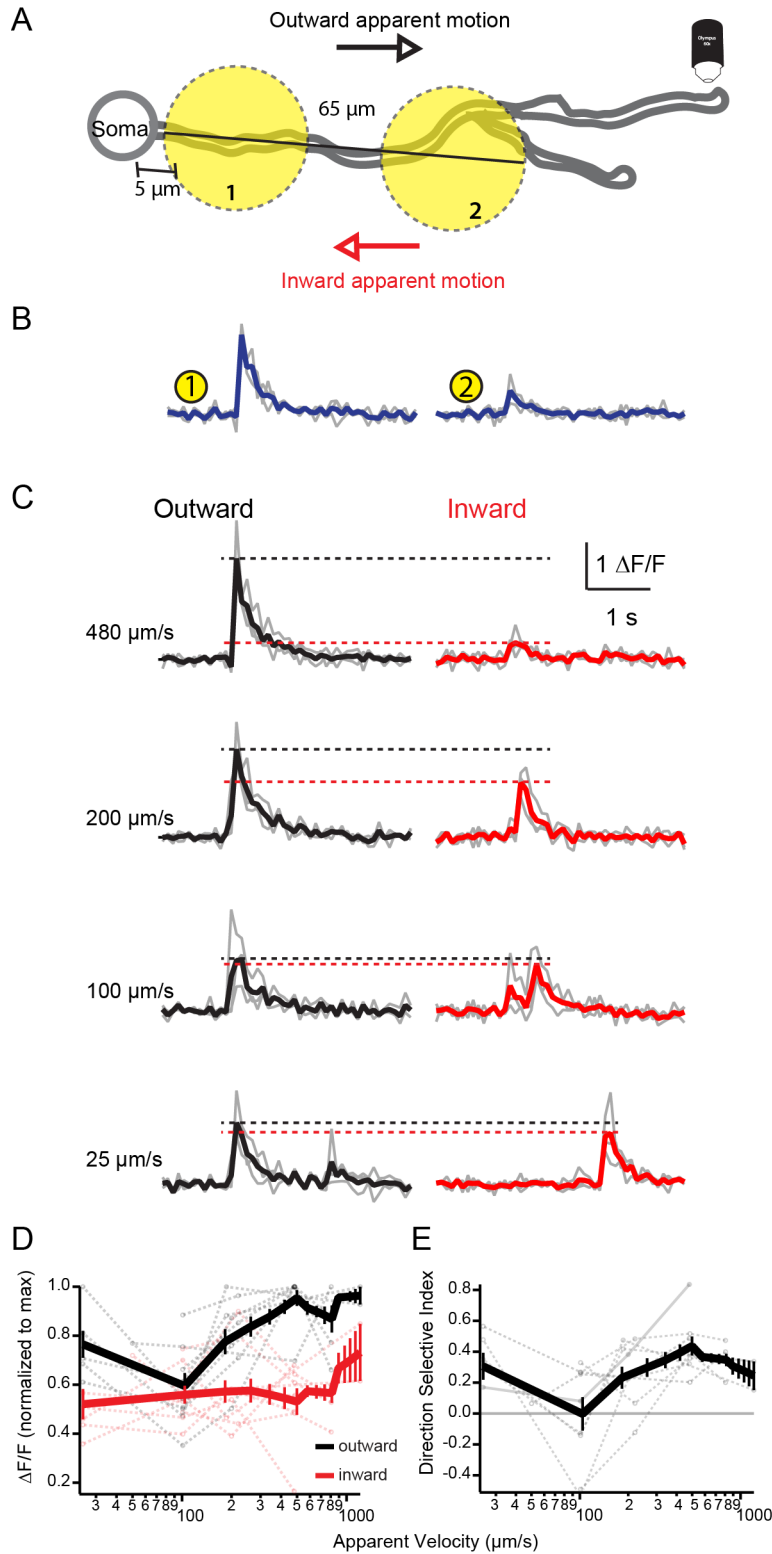 A
Outward apparent motion
Olympus
60x
65 µm
Soma
5 µm
1
2
Inward apparent motion
B
1
2
C
Outward
Inward
1 ΔF/F
1 s
480 µm/s
200 µm/s
100 µm/s
25 µm/s
D
E
ΔF/F (normalized to max)
1.0
0.8
0.6
0.4
0.2
outward
inward
3 4 5 6 7 8 9 100 2 3 4 5 6 7 8 9 1000
Direction Selective Index
0.8
0.6
0.4
0.2
0.0
-0.2
-0.4
3 4 5 6 7 8 9 100 2 3 4 5 6 7 8 9 1000
Apparent Velocity (µm/s)